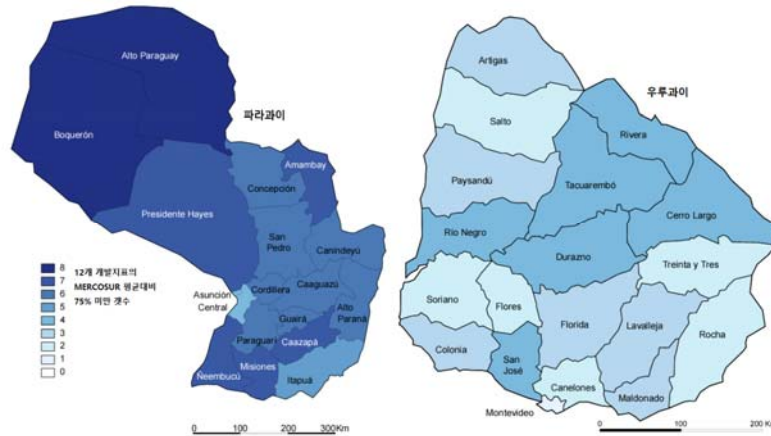 Alto Paraguay
파라과이
Boquerón
Amambay
Concepción
Presidente Hayes
San
Pedro
Canindeyú
Asunción
Central
Cordillera
Caaguazú
Alto
Paraná
Guairá
Paraguarí
Caazapá
Misiones
Ñeembucú
Itapuá
8
7
6
5
4
3
2
1
0
12개 개발지표의
MERCOSUR 평균대비
75% 미만 갯수
0 100 200 300Km
우루과이
Artigas
Salto
Rivera
Paysandú
Tacuarembó
Río Negro
Cerro Largo
Durazno
Treinta y Tres
Soriano
Flores
Florida
Lavalleja
Rocha
Colonia
San
José
Canelones
Maldonado
Montevideo
0 100 200 Km